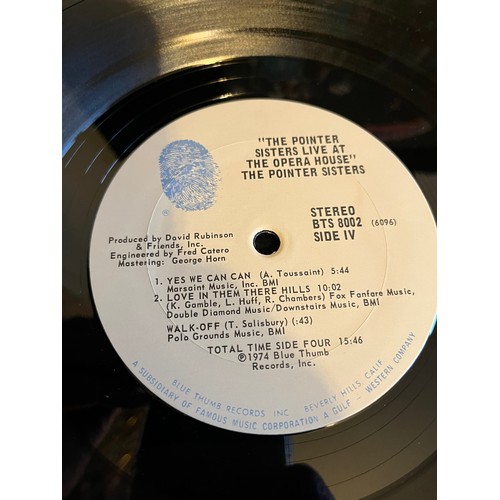 "THE POINTER
SISTERS LIVE AT
THE OPERA HOUSE"
THE POINTER SISTERS
®
STEREO
BTS 8002 (6096)
SIDE IV
Produced by David Rubinson
& Friends, Inc.
Engineered by Fred Catero
Mastering: George Horn
1. YES WE CAN CAN (A. Toussaint) 5:44
Marsaint Music, Inc. BMI
2. LOVE IN THEM THERE HILLS 10:02
(K. Gamble, L. Huff, R. Chambers) Fox Fanfare Music,
Double Diamond Music/Downstairs Music, BMI
WALK-OFF (T. Salisbury) (:43)
Polo Grounds Music, BMI
TOTAL TIME SIDE FOUR 15:46
℗1974 Blue Thumb
Records, Inc.
BLUE THUMB RECORDS INC. BEVERLY HILLS, CALIF.
A SUBSIDIARY OF FAMOUS MUSIC CORPORATION A GULF - WESTERN COMPANY